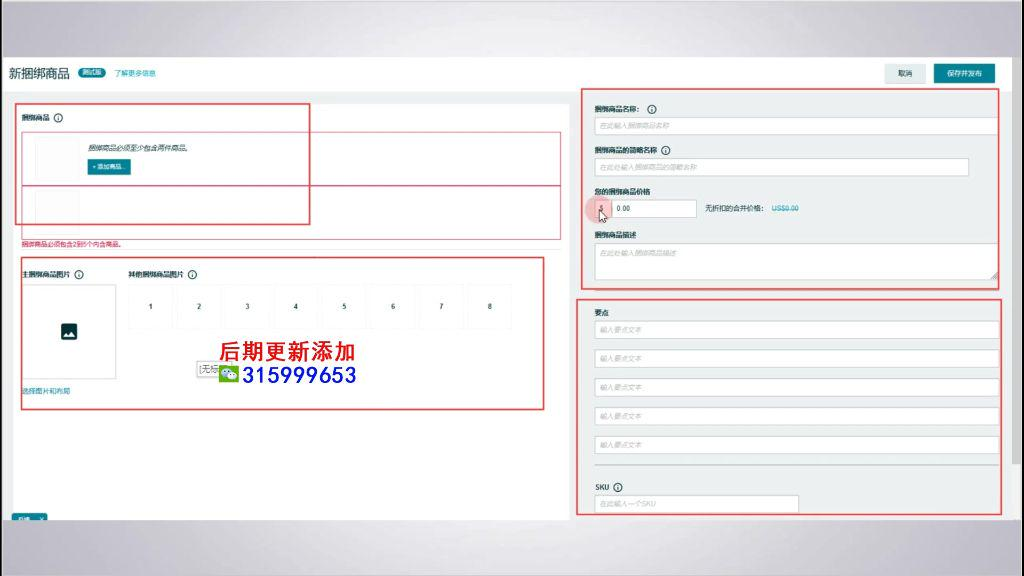 新捆绑商品 测试版 了解更多信息
取消 保存并发布
捆绑商品
捆绑商品必须至少包含两件商品。
+ 添加商品...
捆绑商品必须包含2到5个内含商品。
主捆绑商品图片 其他捆绑商品图片
1 2 3 4 5 6 7 8
选择图片和布局
[无标
后期更新添加
315999653
捆绑商品名称:
在此输入捆绑商品名称
捆绑商品的简略名称
在此处输入捆绑商品的简略名称
您的捆绑商品价格
$ 0.00 无折扣的合并价格: US$0.00
捆绑商品描述
在此处输入捆绑商品描述
要点
输入要点文本
输入要点文本
输入要点文本
输入要点文本
输入要点文本
SKU
在此输入一个SKU